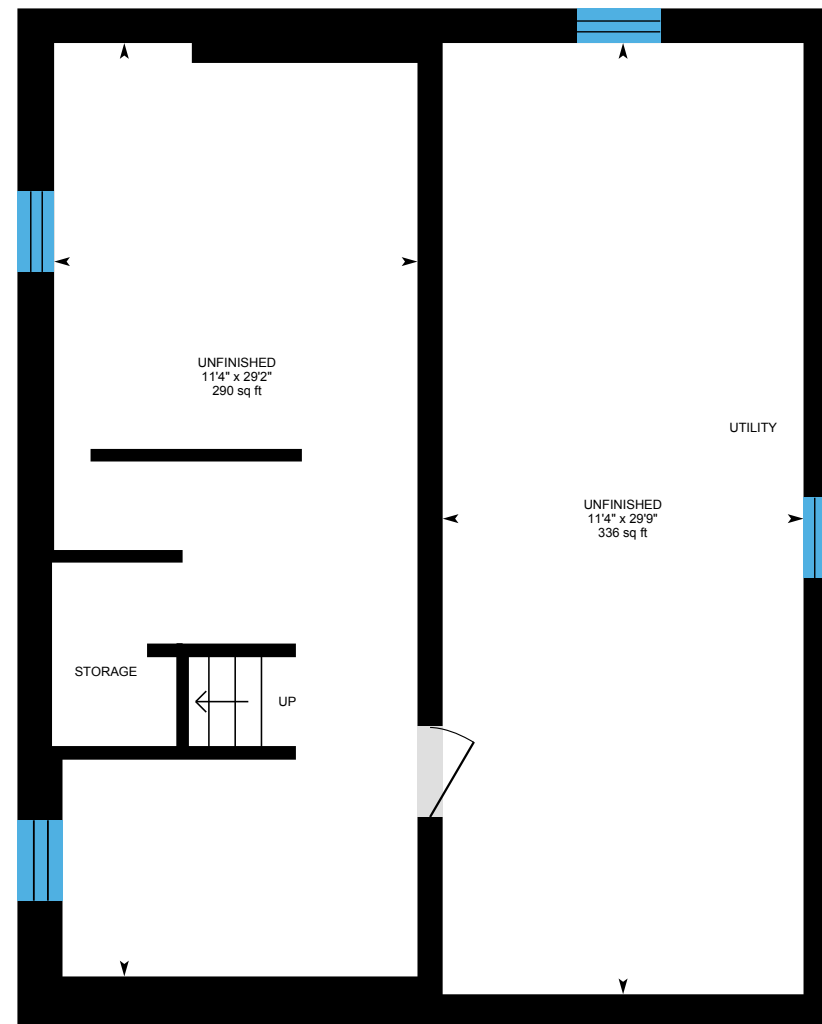 UNFINISHED
11'4" x 29'2"
290 sq ft
UTILITY
UNFINISHED
11'4" x 29'9"
336 sq ft
STORAGE
UP